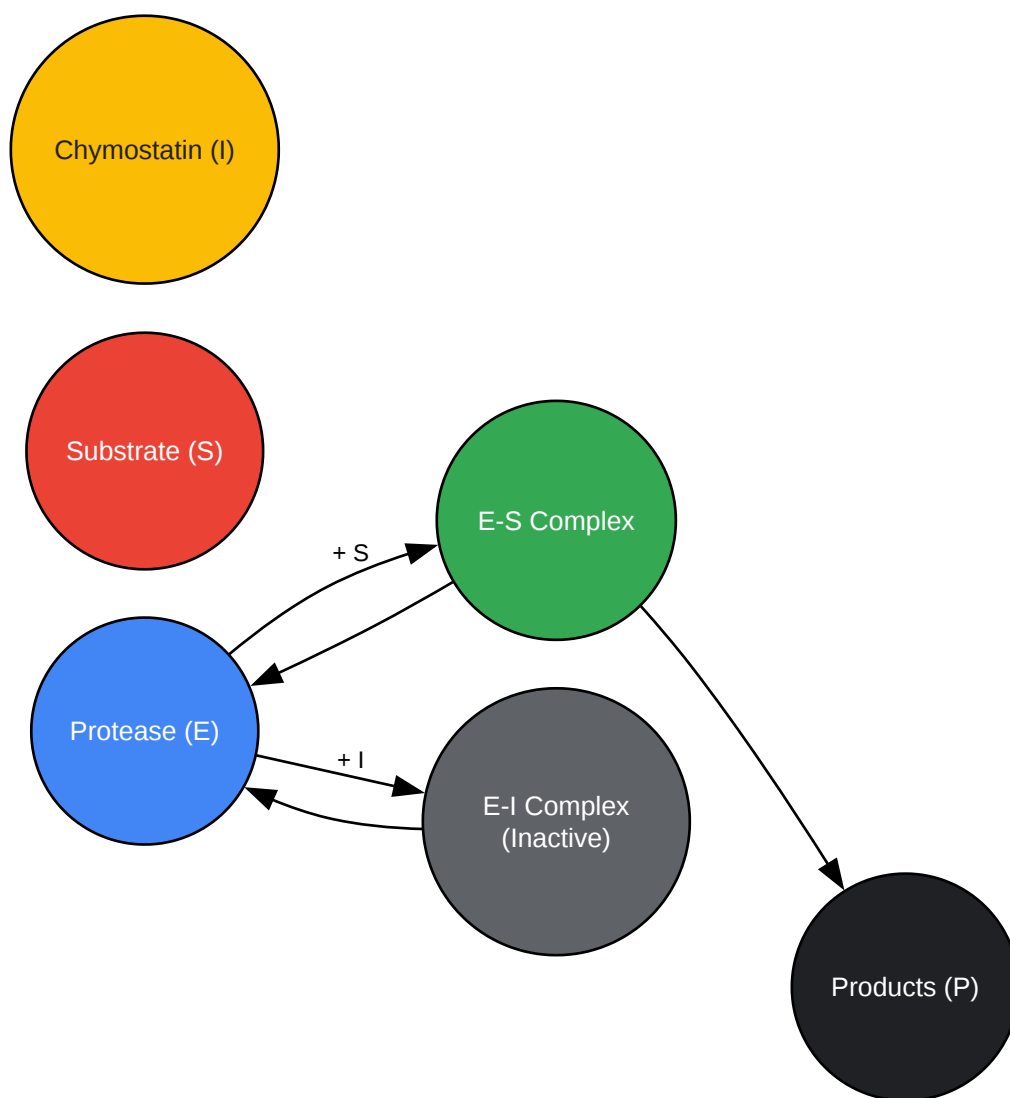 Chymostatin (I)
Substrate (S)
E-S Complex
+ S
Protease (E)
+ I
E-I Complex
(Inactive)
Products (P)